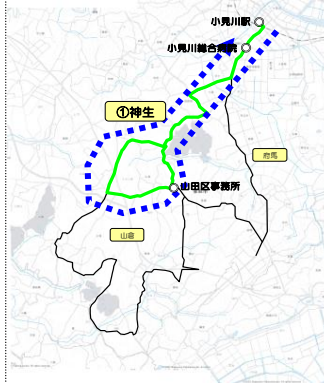 小見川駅
小見川総合病院
①神生
府馬
山田区事務所
山倉